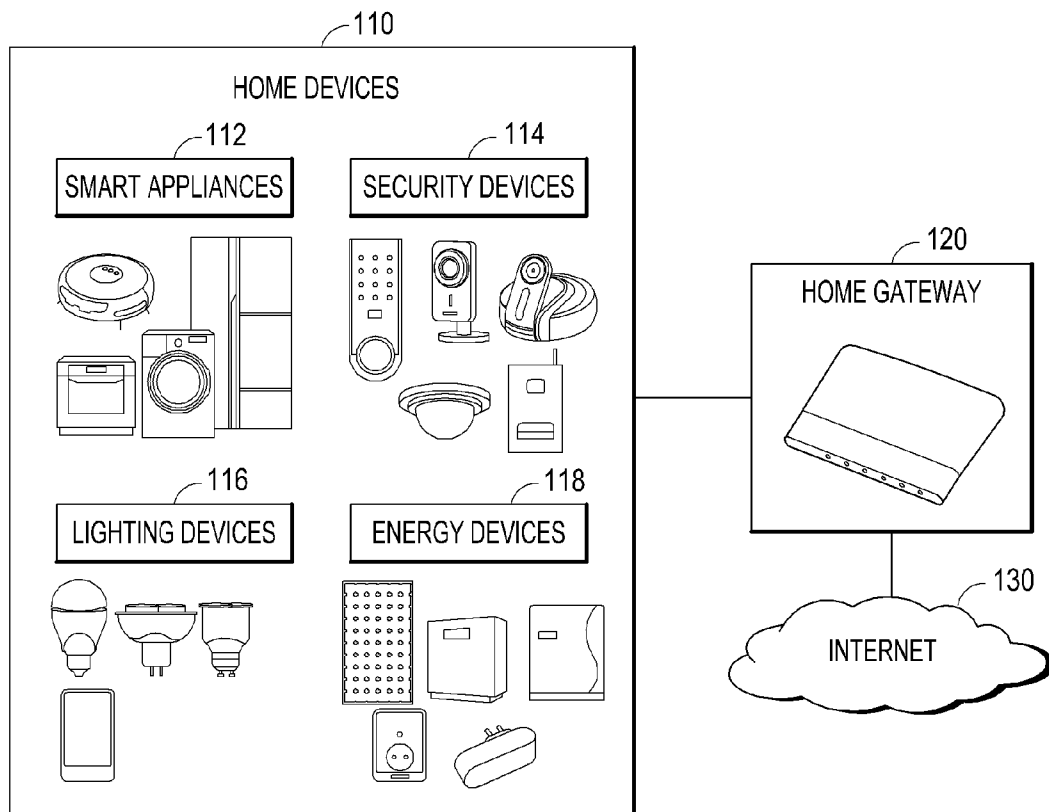 110
HOME DEVICES
112
SMART APPLIANCES
114
SECURITY DEVICES
116
LIGHTING DEVICES
118
ENERGY DEVICES
120
HOME GATEWAY
130
INTERNET